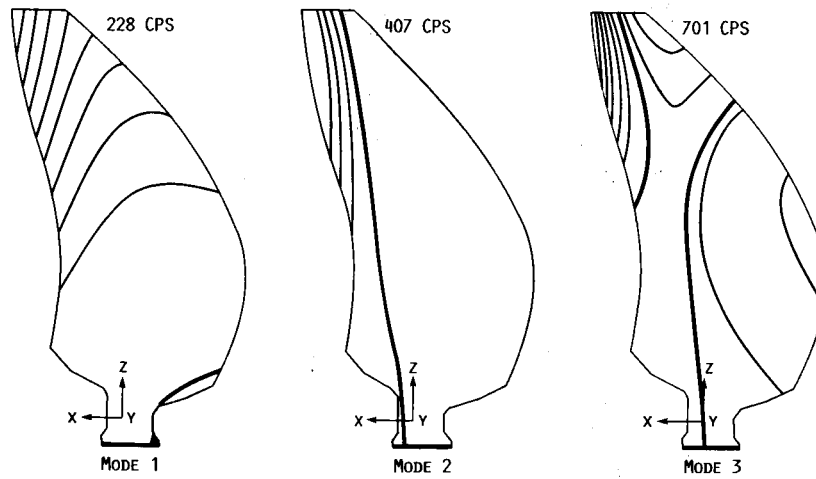 228 CPS
407 CPS
701 CPS
Z
X
Y
Z
X
Y
Z
X
Y
MODE 1
MODE 2
MODE 3